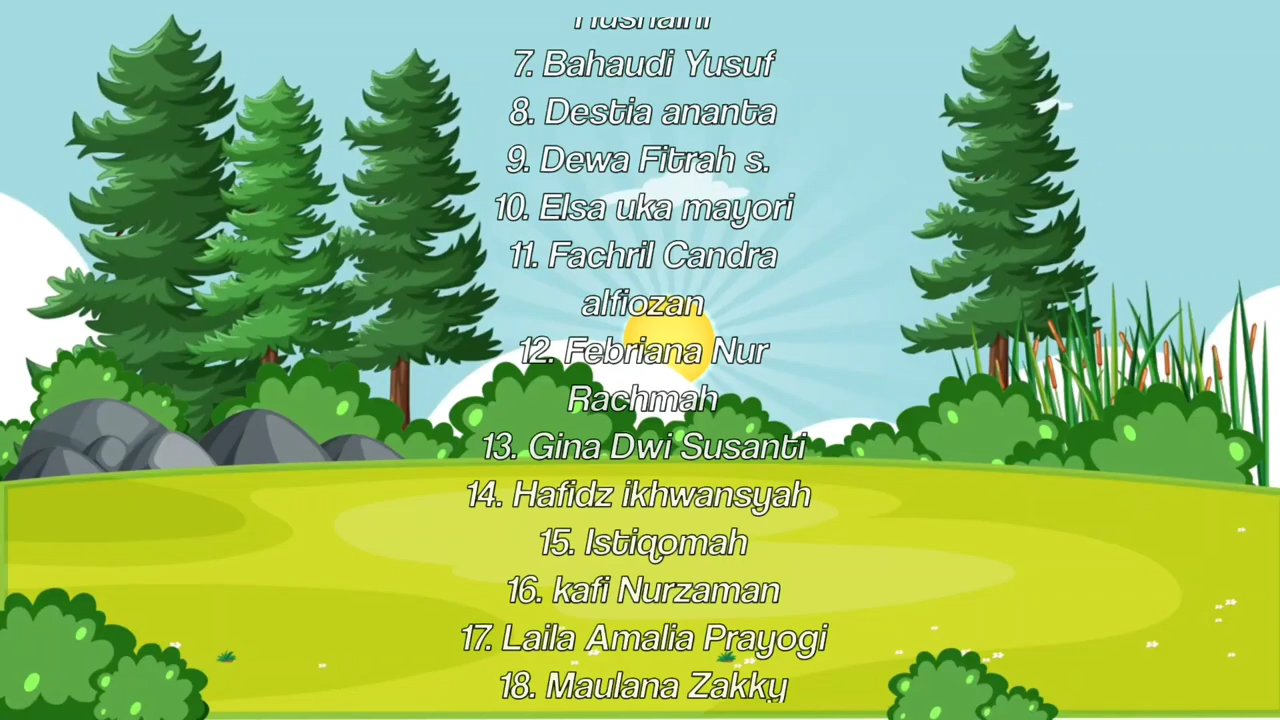 7. Bahaudi Yusuf
8. Destia ananta
9. Dewa Fitrah s.
10. Elsa uka mayori
11. Fachril Candra
alfiozan
12. Febriana Nur
Rachmah
13. Gina Dwi Susanti
14. Hafidz ikhwansyah
15. Istiqomah
16. kafi Nurzaman
17. Laila Amalia Prayogi
18. Maulana Zakky